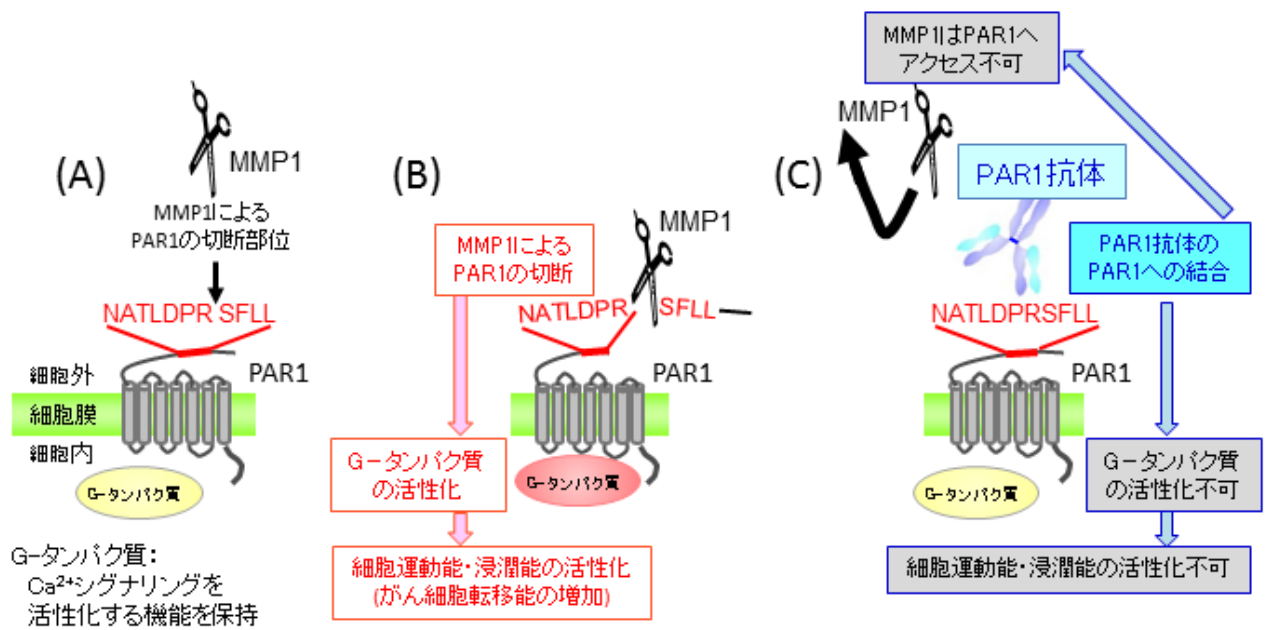 (A)
MMP1
MMP1による
PAR1の切断部位
NATLDPR SFLL
PAR1
細胞外
細胞膜
細胞内
G-タンパク質
G-タンパク質：
Ca²⁺シグナリングを
活性化する機能を保持
(B)
MMP1
MMP1による
PAR1の切断
NATLDPR
SFLL
PAR1
G-タンパク質
の活性化
G-タンパク質
細胞運動能・浸潤能の活性化
(がん細胞転移能の増加)
(C)
MMP1はPAR1へ
アクセス不可
MMP1
PAR1抗体
PAR1抗体の
PAR1への結合
NATLDPRSFLL
PAR1
G-タンパク質
G-タンパク質
の活性化不可
細胞運動能・浸潤能の活性化不可